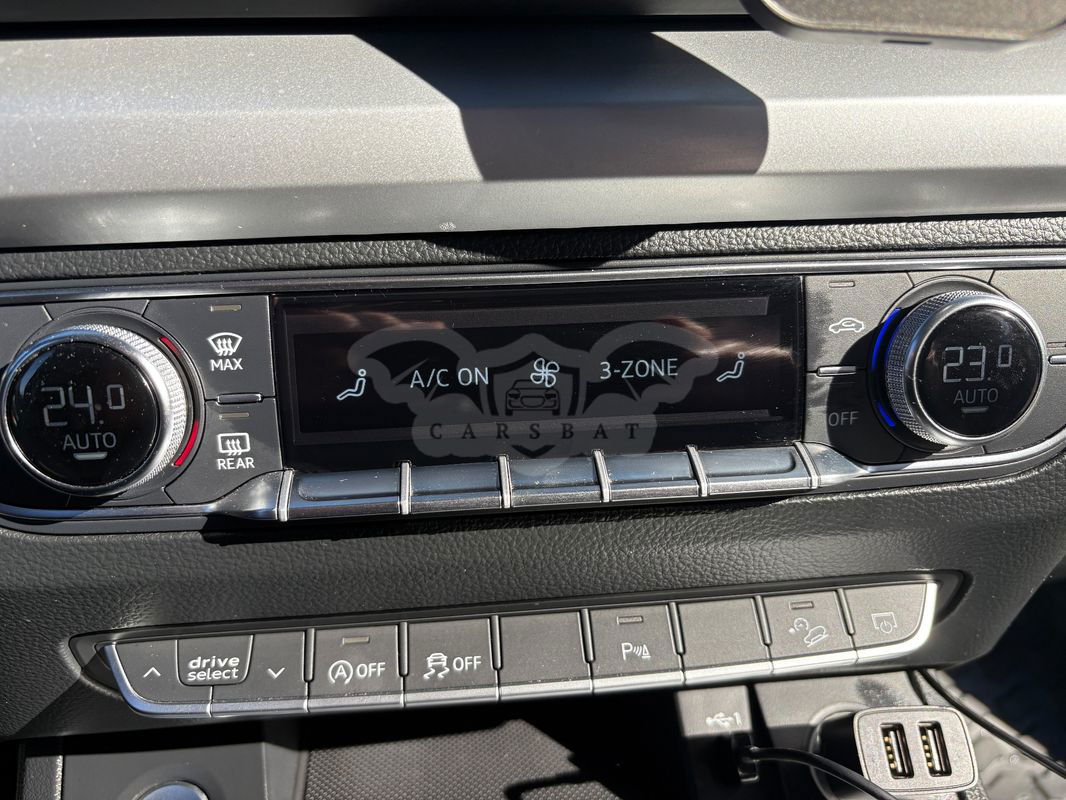 24.0
AUTO
MAX
REAR
A/C ON
3-ZONE
CARSBAT
OFF
23.0
AUTO
drive
select
A OFF
OFF
P